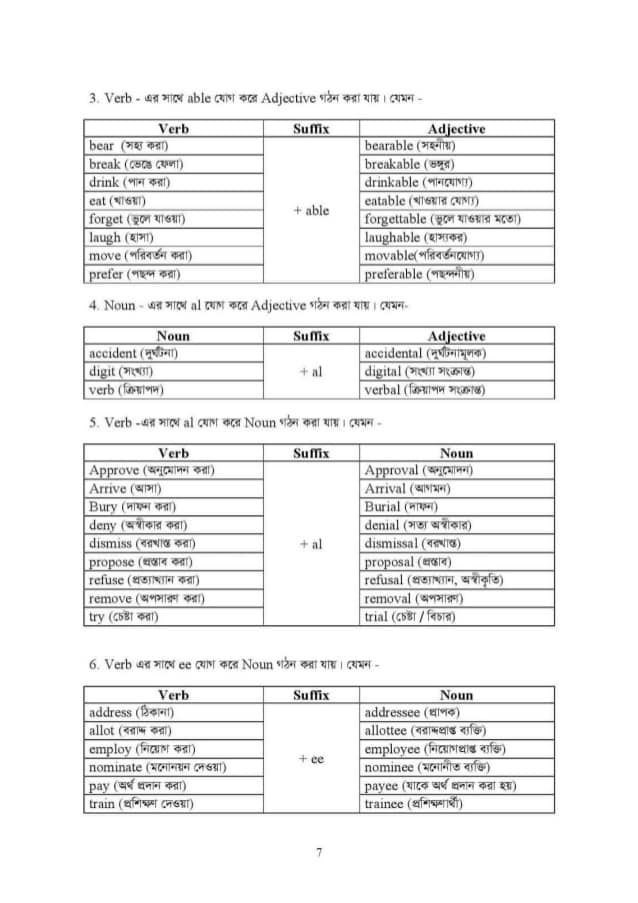 3. Verb - এর সাথে able যোগ করে Adjective গঠন করা যায়। যেমন -
Verb Suffix Adjective
bear (সহ্য করা) bearable (সহনীয়)
break (ভেঙে ফেলা) breakable (ভঙ্গুর)
drink (পান করা) drinkable (পানযোগ্য)
eat (খাওয়া) + able eatable (খাওয়ার যোগ্য)
forget (ভুলে যাওয়া) forgettable (ভুলে যাওয়ার মতো)
laugh (হাসা) laughable (হাস্যকর)
move (পরিবর্তন করা) movable(পরিবর্তনযোগ্য)
prefer (পছন্দ করা) preferable (পছন্দনীয়)
4. Noun - এর সাথে al যোগ করে Adjective গঠন করা যায়। যেমন-
Noun Suffix Adjective
accident (দুর্ঘটনা) accidental (দুর্ঘটনামূলক)
digit (সংখ্যা) + al digital (সংখ্যা সংক্রান্ত)
verb (ক্রিয়াপদ) verbal (ক্রিয়াপদ সংক্রান্ত)
5. Verb -এর সাথে al যোগ করে Noun গঠন করা যায়। যেমন -
Verb Suffix Noun
Approve (অনুমোদন করা) Approval (অনুমোদন)
Arrive (আসা) Arrival (আগমন)
Bury (দাফন করা) Burial (দাফন)
deny (অস্বীকার করা) denial (সত্য অস্বীকার)
dismiss (বরখাস্ত করা) + al dismissal (বরখাস্ত)
propose (প্রস্তাব করা) proposal (প্রস্তাব)
refuse (প্রত্যাখ্যান করা) refusal (প্রত্যাখ্যান, অস্বীকৃতি)
remove (অপসারণ করা) removal (অপসারণ)
try (চেষ্টা করা) trial (চেষ্টা / বিচার)
6. Verb এর সাথে ee যোগ করে Noun গঠন করা যায়। যেমন -
Verb Suffix Noun
address (ঠিকানা) addressee (প্রাপক)
allot (বরাদ্দ করা) allottee (বরাদ্দপ্রাপ্ত ব্যক্তি)
employ (নিয়োগ করা) + ee employee (নিয়োগপ্রাপ্ত ব্যক্তি)
nominate (মনোনয়ন দেওয়া) nominee (মনোনীত ব্যক্তি)
pay (অর্থ প্রদান করা) payee (যাকে অর্থ প্রদান করা হয়)
train (প্রশিক্ষণ দেওয়া) trainee (প্রশিক্ষণার্থী)
7